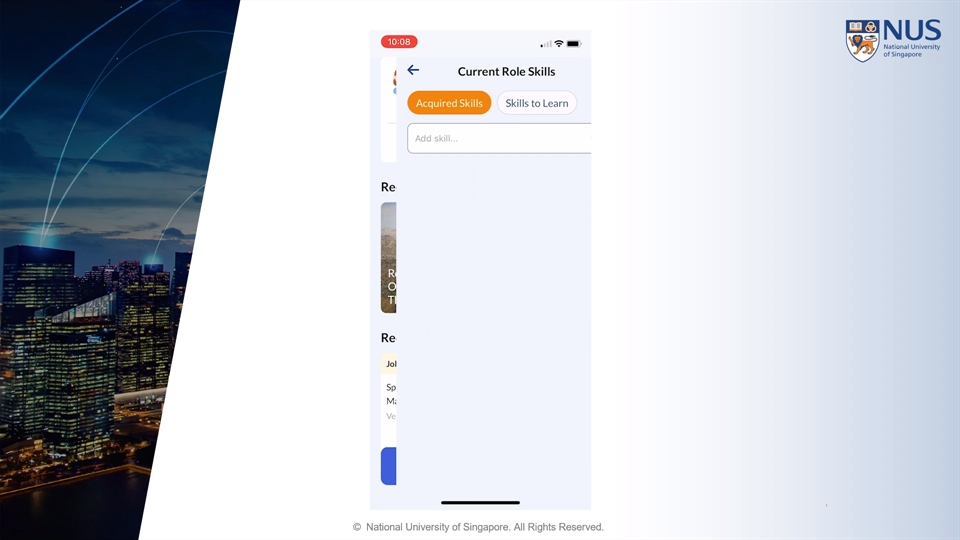 10:08
Current Role Skills
Acquired Skills
Skills to Learn
Add skill...
Re
R
O
T
Re
Jol
Sp
Ma
Ve
NUS
National University
of Singapore
© National University of Singapore. All Rights Reserved.